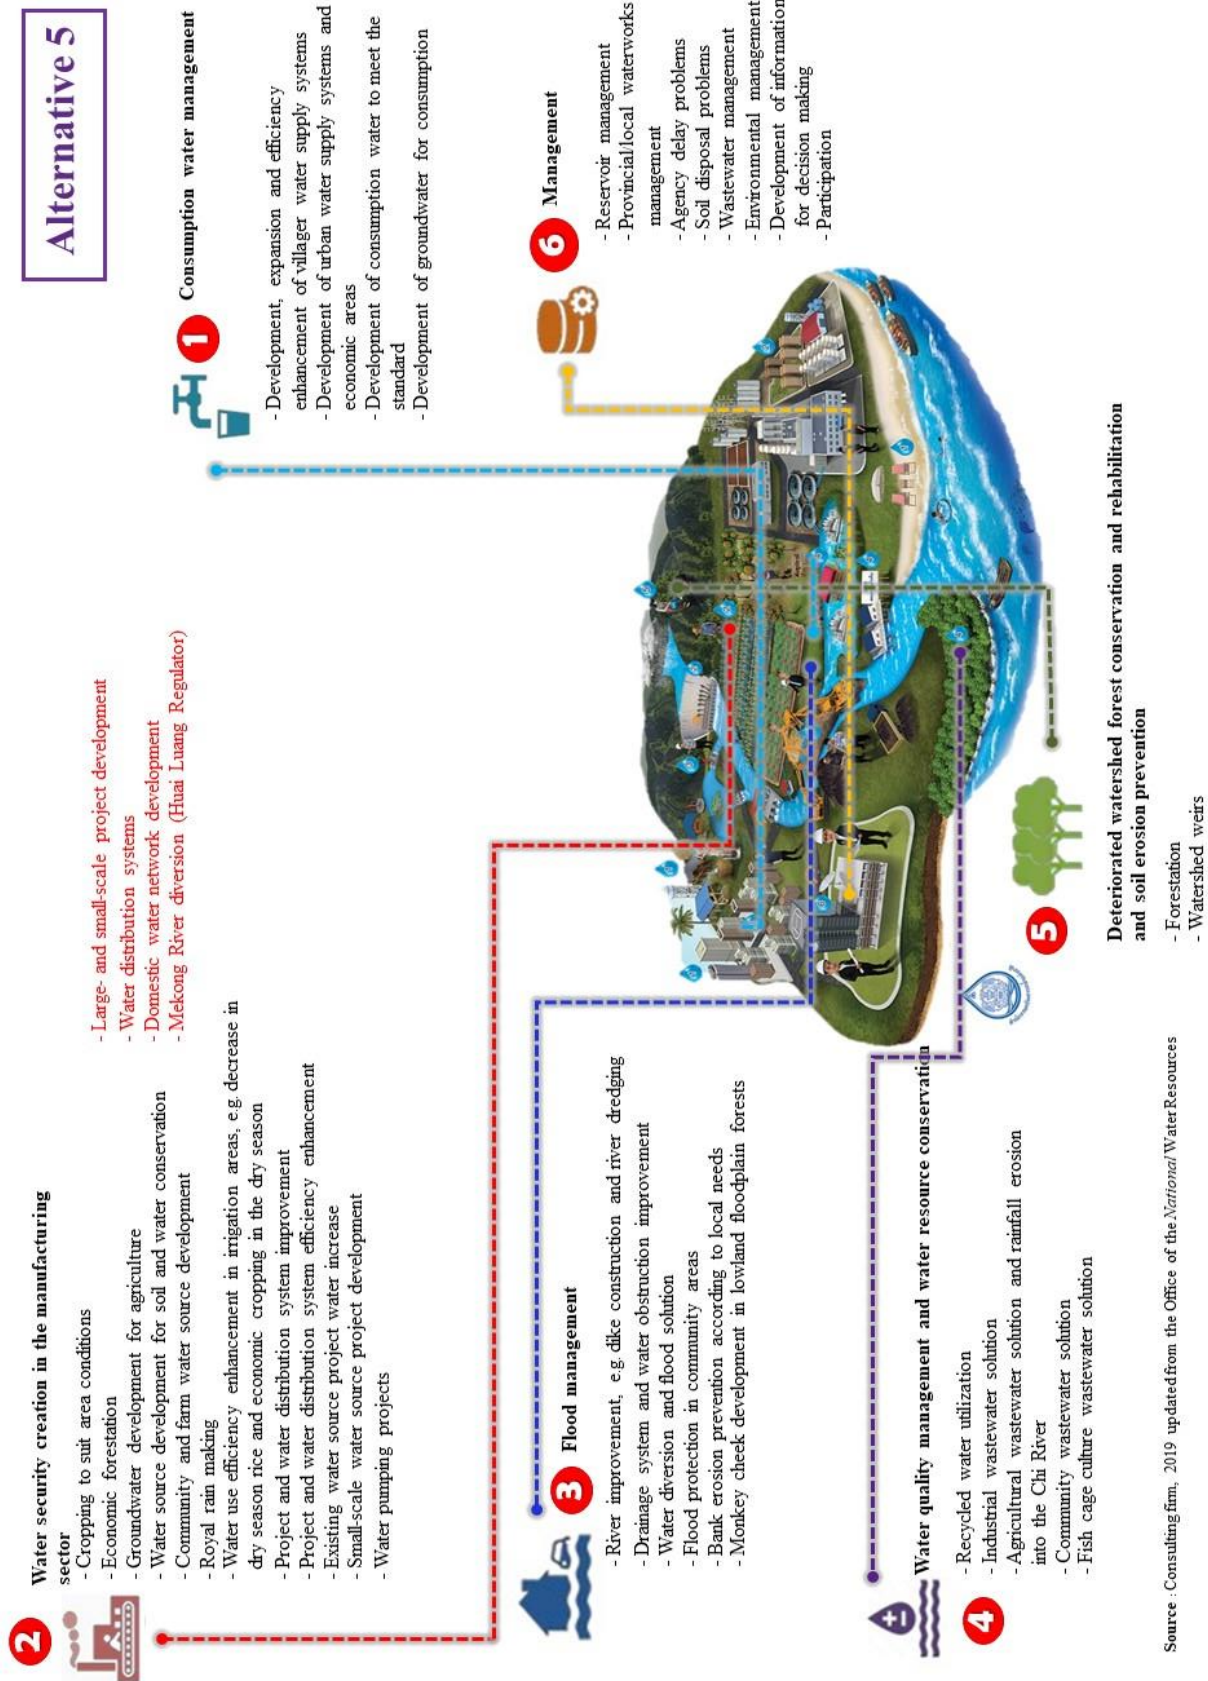 Alternative 5
1
Consumption water management
- Development, expansion and efficiency
enhancement of villager water supply systems
- Development of urban water supply systems and
economic areas
- Development of consumption water to meet the
standard
- Development of groundwater for consumption
2
Water security creation in the manufacturing
sector
- Cropping to suit area conditions
- Economic forestation
- Groundwater development for agriculture
- Water source development for soil and water conservation
- Community and farm water source development
- Royal rain making
- Water use efficiency enhancement in irrigation areas, e.g. decrease in
dry season rice and economic cropping in the dry season
- Project and water distribution system improvement
- Project and water distribution system efficiency enhancement
- Existing water source project water increase
- Small-scale water source project development
- Water pumping projects
- Large- and small-scale project development
- Water distribution systems
- Domestic water network development
- Mekong River diversion (Huai Luang Regulator)
3
Flood management
- River improvement, e.g. dike construction and river dredging
- Drainage system and water obstruction improvement
- Water diversion and flood solution
- Flood protection in community areas
- Bank erosion prevention according to local needs
- Monkey cheek development in lowland floodplain forests
4
Water quality management and water resource conservation
- Recycled water utilization
- Industrial wastewater solution
- Agricultural wastewater solution and rainfall erosion
into the Chi River
- Community wastewater solution
- Fish cage culture wastewater solution
5
Deteriorated watershed forest conservation and rehabilitation
and soil erosion prevention
- Forestation
- Watershed weirs
6
Management
- Reservoir management
- Provincial/local waterworks
management
- Agency delay problems
- Soil disposal problems
- Wastewater management
- Environmental management
- Development of information
for decision making
- Participation
Source : Consulting firm, 2019 updated from the Office of the National Water Resources